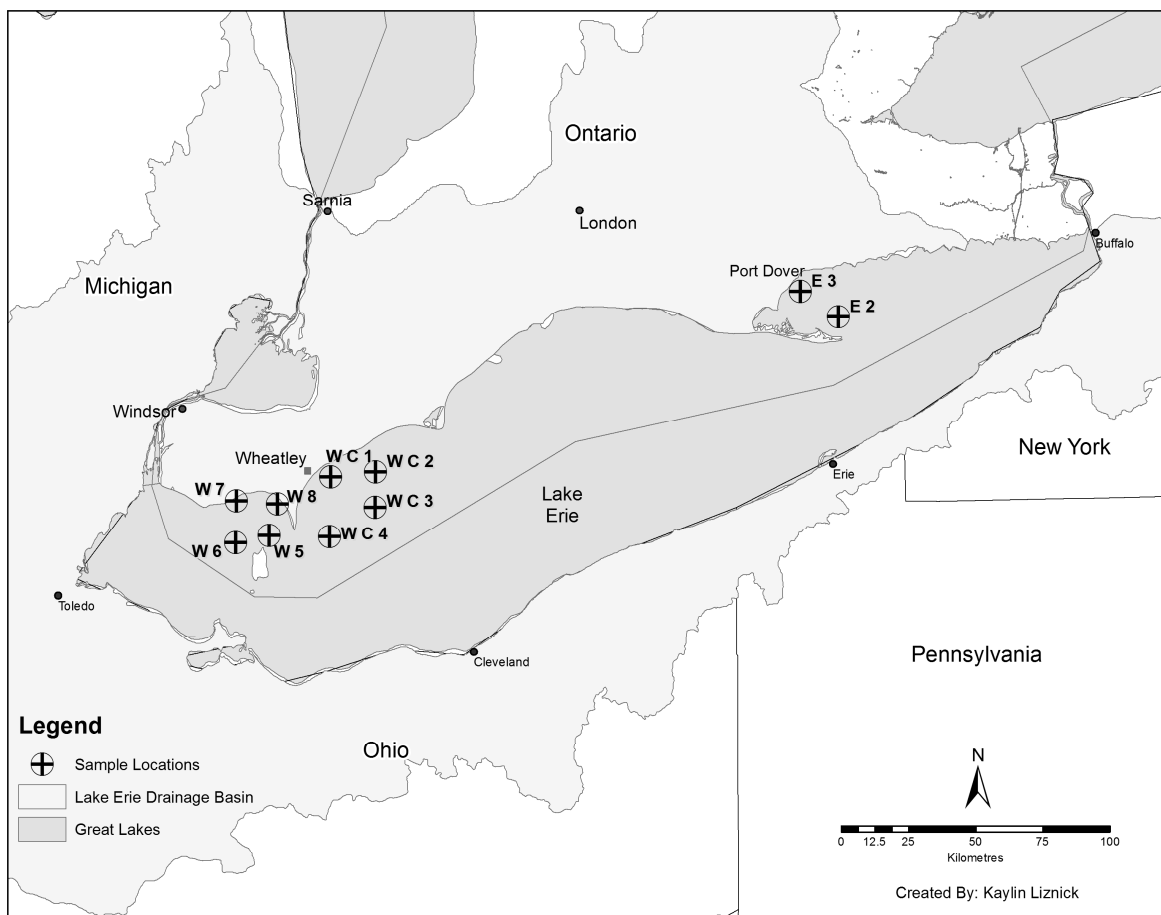 Ontario
Sarnia
London
Buffalo
Michigan
Port Dover
E 3
E 2
Windsor
Wheatley
W C 1
W C 2
New York
Erie
W 7
W 8
W C 3
Lake
Erie
W 6
W 5
W C 4
Toledo
Cleveland
Pennsylvania
Legend
Sample Locations
Lake Erie Drainage Basin
Great Lakes
Ohio
N
0 12.5 25 50 75 100
Kilometres
Created By: Kaylin Liznick